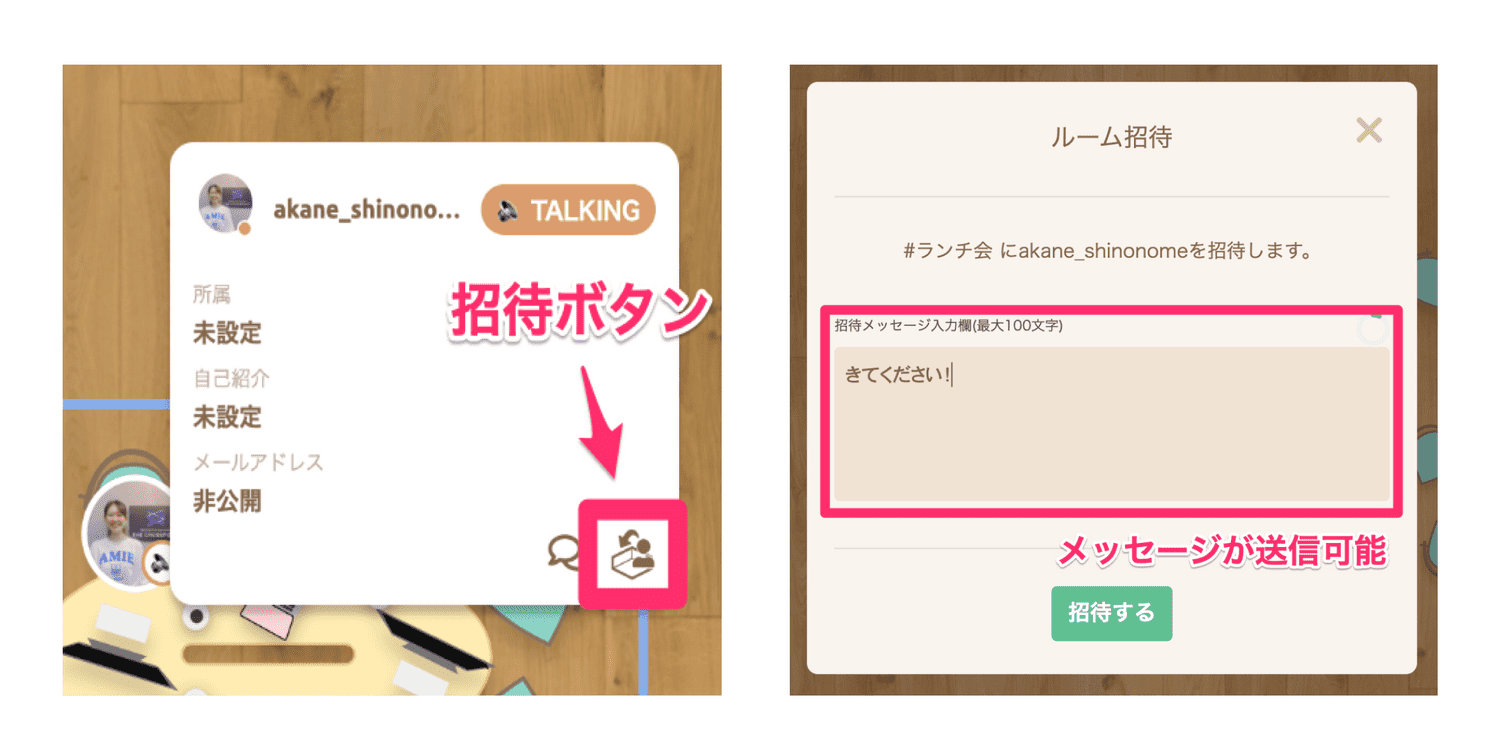 akane_shinono...
TALKING
所属
未設定
自己紹介
未設定
メールアドレス
非公開
招待ボタン
AMIE
AMIE
ルーム招待
#ランチ会 にakane_shinonomeを招待します。
招待メッセージ入力欄(最大100文字)
きてください!
メッセージが送信可能
招待する